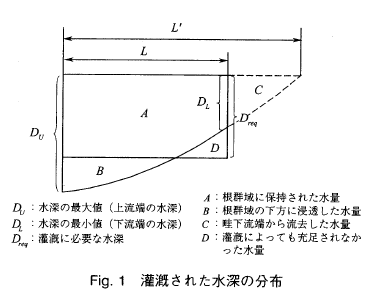 L'
L
A
B
C
D
D_U
D_L
D_req
D_U：水深の最大値（上流端の水深）
D_L：水深の最小値（下流端の水深）
D_req：灌漑に必要な水深
A：根群域に保持された水量
B：根群域の下方に浸透した水量
C：畦下流端から流去した水量
D：灌漑によっても充足されなか
った水量
Fig. 1　灌漑された水深の分布